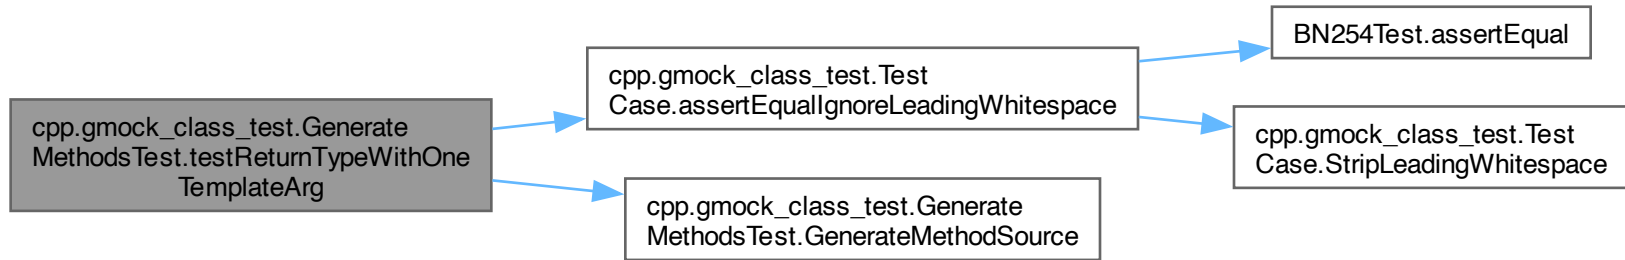 cpp.gmock_class_test.Generate
MethodsTest.testReturnTypeWithOne
TemplateArg
cpp.gmock_class_test.Test
Case.assertEqualIgnoreLeadingWhitespace
BN254Test.assertEqual
cpp.gmock_class_test.Test
Case.StripLeadingWhitespace
cpp.gmock_class_test.Generate
MethodsTest.GenerateMethodSource